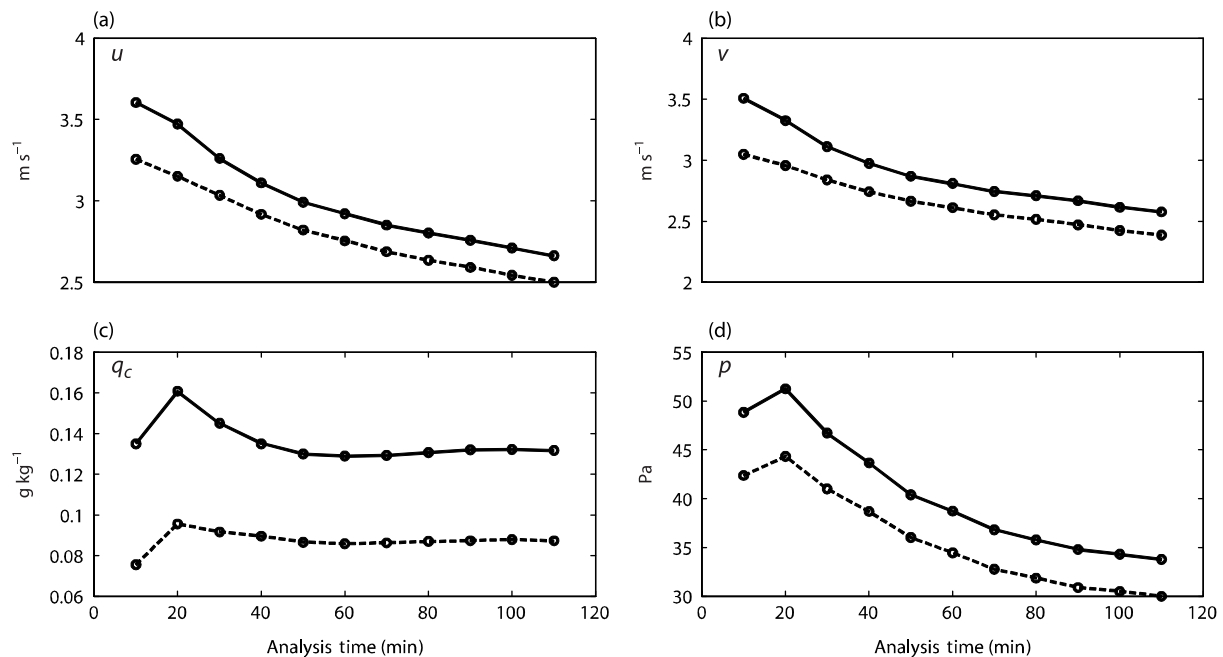 (a)
4
u
3.5
m s⁻¹
3
2.5
(b)
4
v
3.5
m s⁻¹
3
2.5
2
(c)
0.18
q_c
0.16
0.14
g kg⁻¹
0.12
0.1
0.08
0.06
0 20 40 60 80 100 120
Analysis time (min)
(d)
55
p
50
45
Pa
40
35
30
0 20 40 60 80 100 120
Analysis time (min)